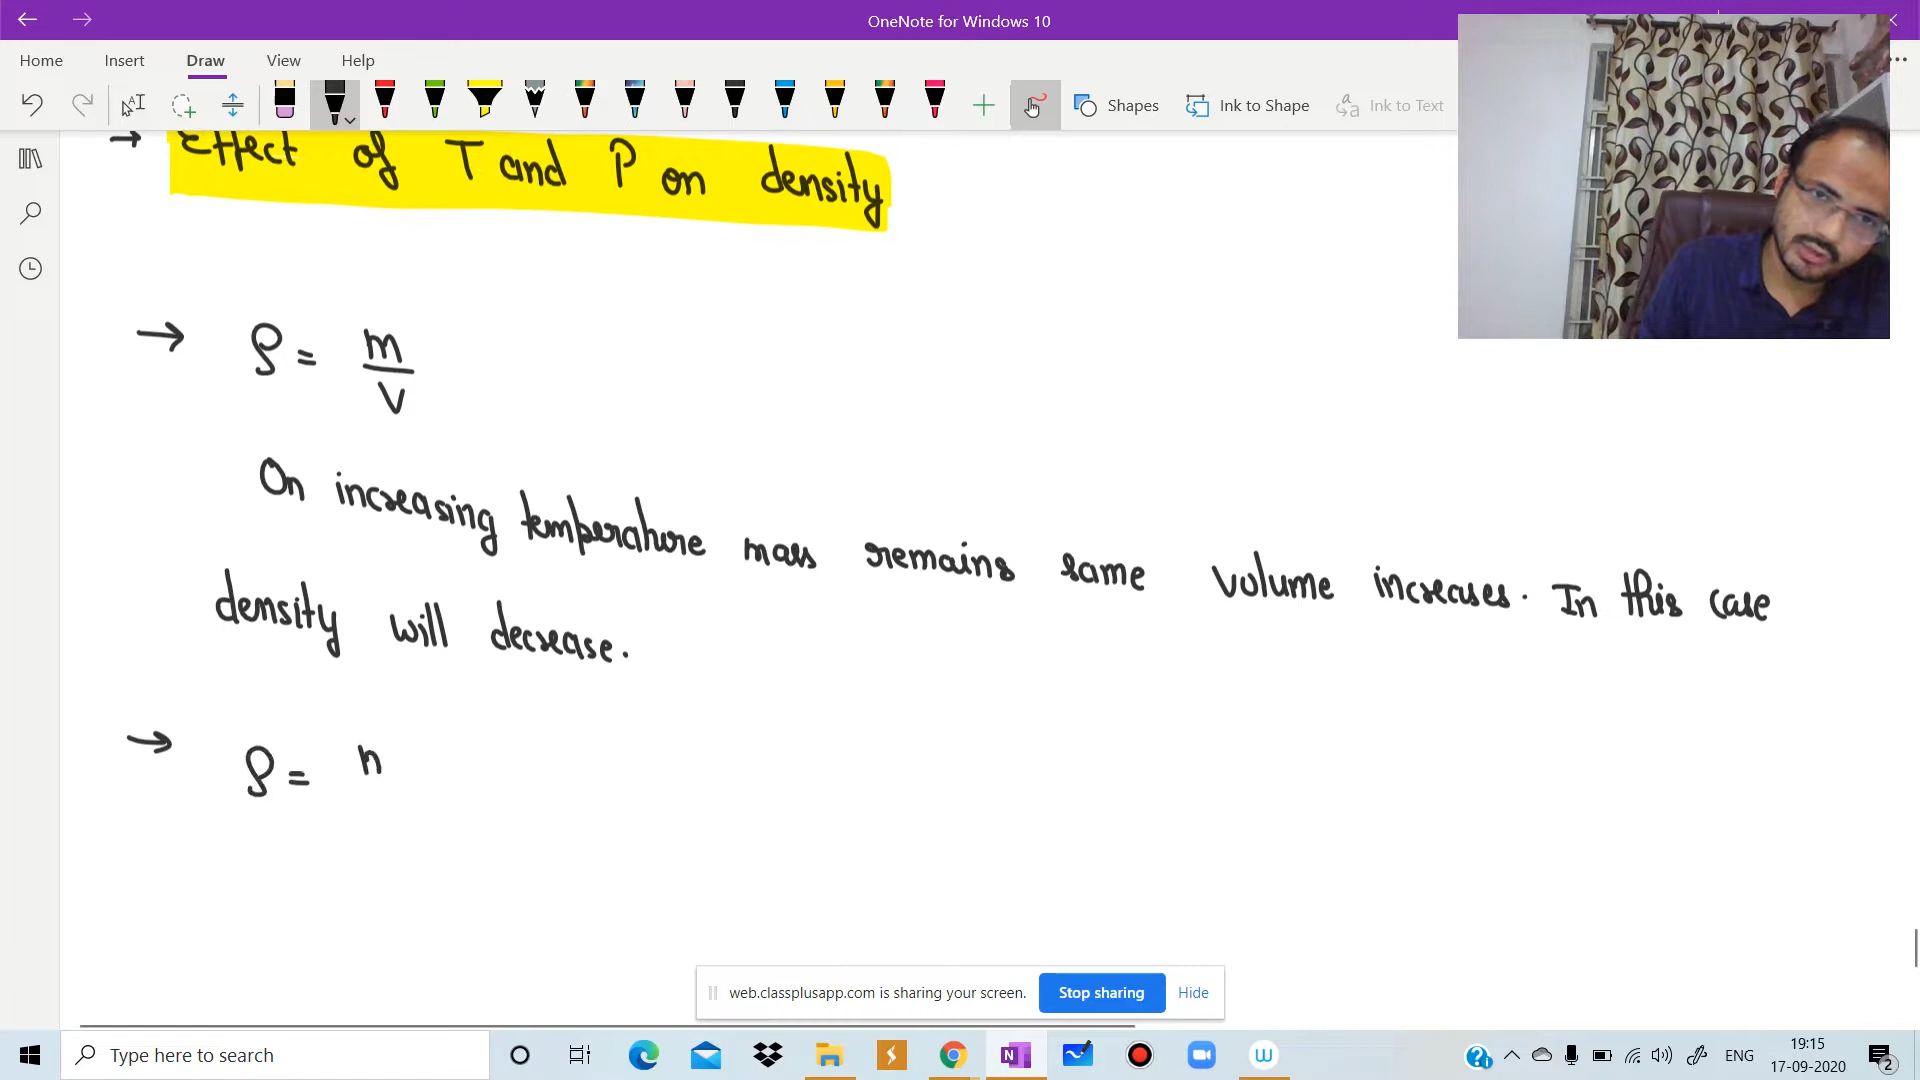 OneNote for Windows 10
Home Insert Draw View Help
Shapes Ink to Shape Ink to Text
→ Effect of T and P on density
→ ρ = m
V
On increasing temperature mass remains same volume increases. In this case
density will decrease.
→ ρ = n
web.classplusapp.com is sharing your screen. Stop sharing Hide
Type here to search
ENG
19:15
17-09-2020
2